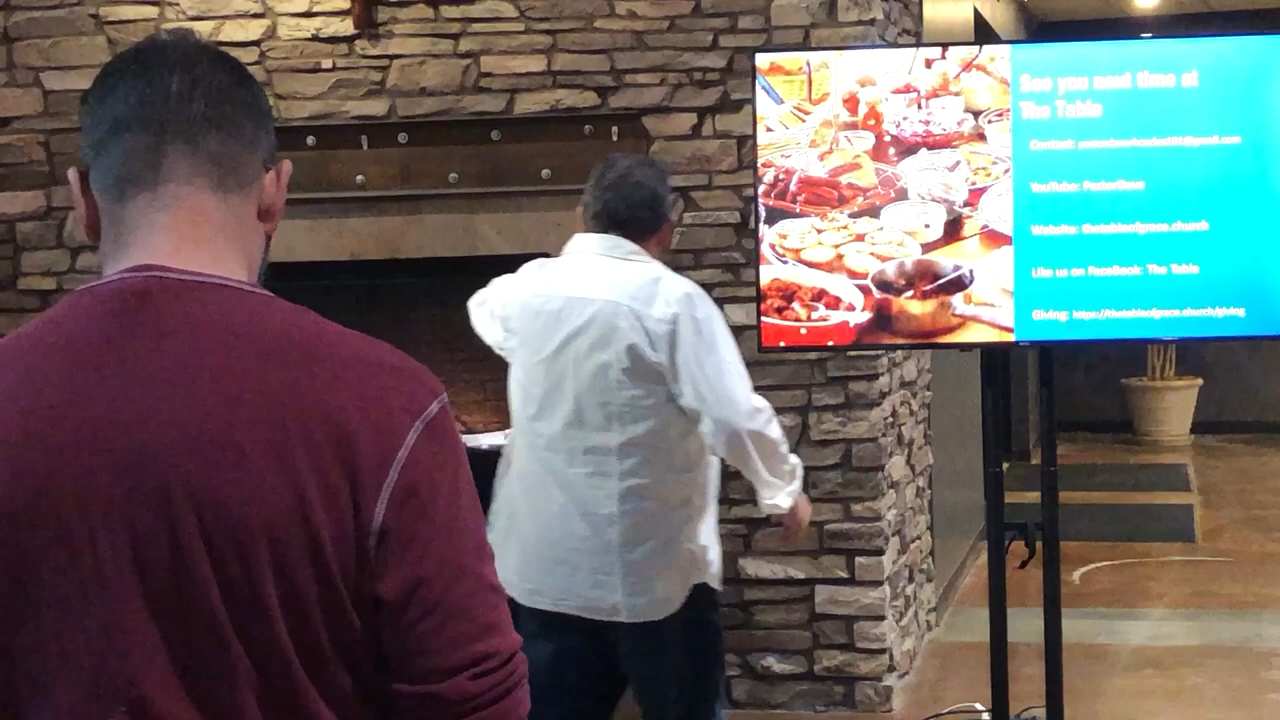 See you next time at
The Table
Contact:
YouTube: PastorDave
Website: thetableofgrace.church
Like us on FaceBook: The Table
Giving: https://thetableofgrace.church/giving